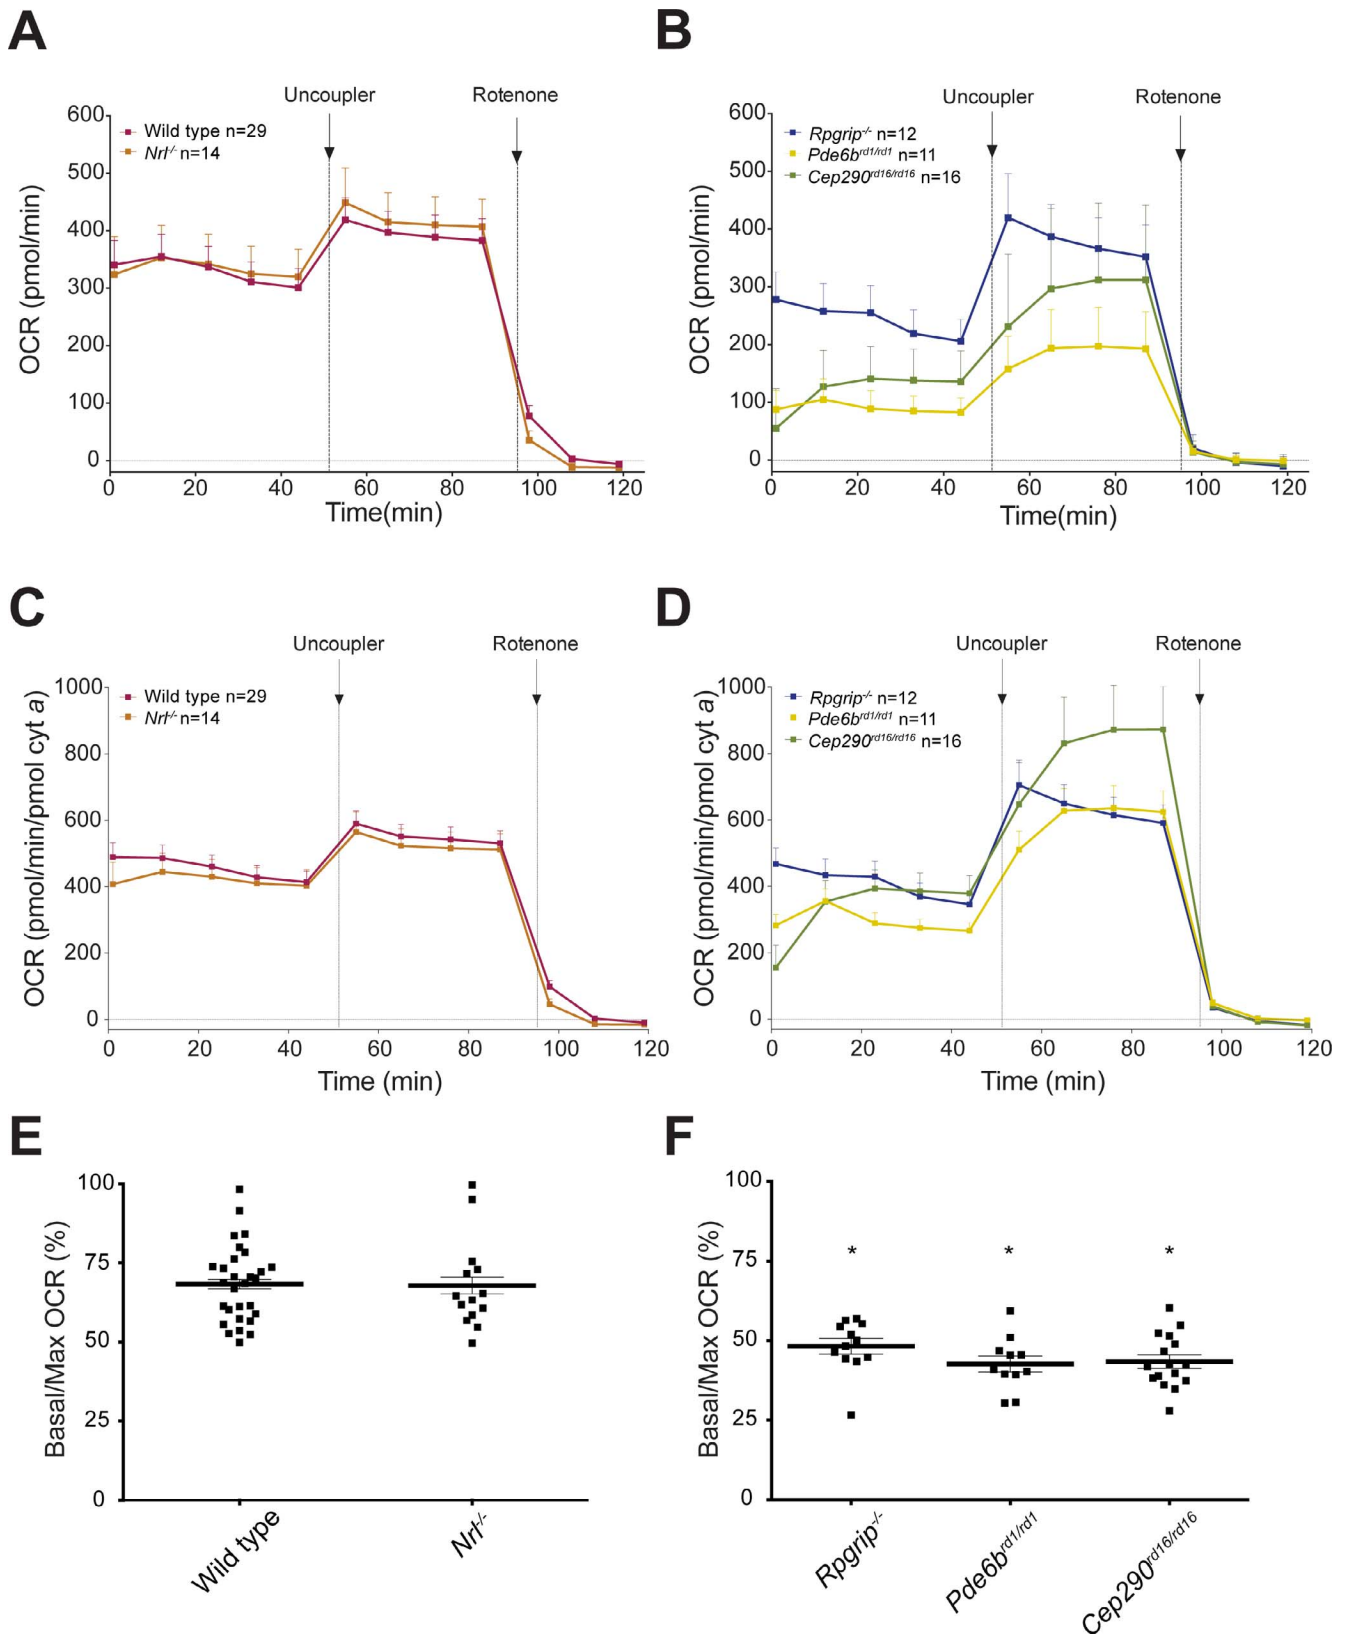 A
Uncoupler
Rotenone
Wild type n=29
Nrl-/- n=14
OCR (pmol/min)
600
500
400
300
200
100
0
0 20 40 60 80 100 120
Time(min)
B
Uncoupler
Rotenone
Rpgrip-/- n=12
Pde6brd1/rd1 n=11
Cep290rd16/rd16 n=16
OCR (pmol/min)
600
500
400
300
200
100
0
0 20 40 60 80 100 120
Time(min)
C
Uncoupler
Rotenone
Wild type n=29
Nrl-/- n=14
OCR (pmol/min/pmol cyt a)
1000
800
600
400
200
0
0 20 40 60 80 100 120
Time (min)
D
Uncoupler
Rotenone
Rpgrip-/- n=12
Pde6brd1/rd1 n=11
Cep290rd16/rd16 n=16
OCR (pmol/min/pmol cyt a)
1000
800
600
400
200
0
0 20 40 60 80 100 120
Time (min)
E
Basal/Max OCR (%)
100
75
50
25
0
Wild type
Nrl-/-
F
Basal/Max OCR (%)
100
75
50
25
0
* * *
Rpgrip-/-
Pde6brd1/rd1
Cep290rd16/rd16